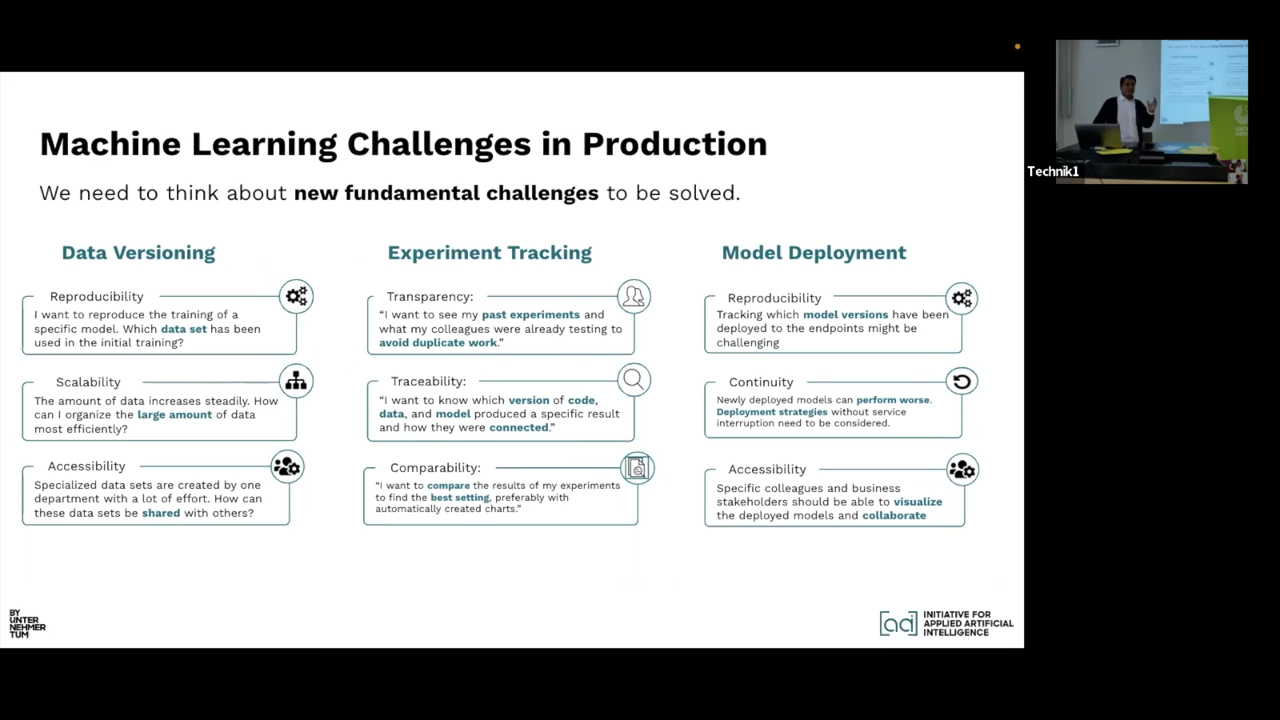 Machine Learning Challenges in Production
We need to think about new fundamental challenges to be solved.
Data Versioning
Reproducibility
I want to reproduce the training of a
specific model. Which data set has been
used in the initial training?
Scalability
The amount of data increases steadily. How
can I organize the large amount of data
most efficiently?
Accessibility
Specialized data sets are created by one
department with a lot of effort. How can
these data sets be shared with others?
Experiment Tracking
Transparency:
“I want to see my past experiments and
what my colleagues were already testing to
avoid duplicate work.”
Traceability:
“I want to know which version of code,
data, and model produced a specific result
and how they were connected.”
Comparability:
“I want to compare the results of my experiments
to find the best setting, preferably with
automatically created charts.”
Model Deployment
Reproducibility
Tracking which model versions have been
deployed to the endpoints might be
challenging
Continuity
Newly deployed models can perform worse.
Deployment strategies without service
interruption need to be considered.
Accessibility
Specific colleagues and business
stakeholders should be able to visualize
the deployed models and collaborate
BY
UNTER
NEHMER
TUM
[ai]
INITIATIVE FOR
APPLIED ARTIFICIAL
INTELLIGENCE
Technik1